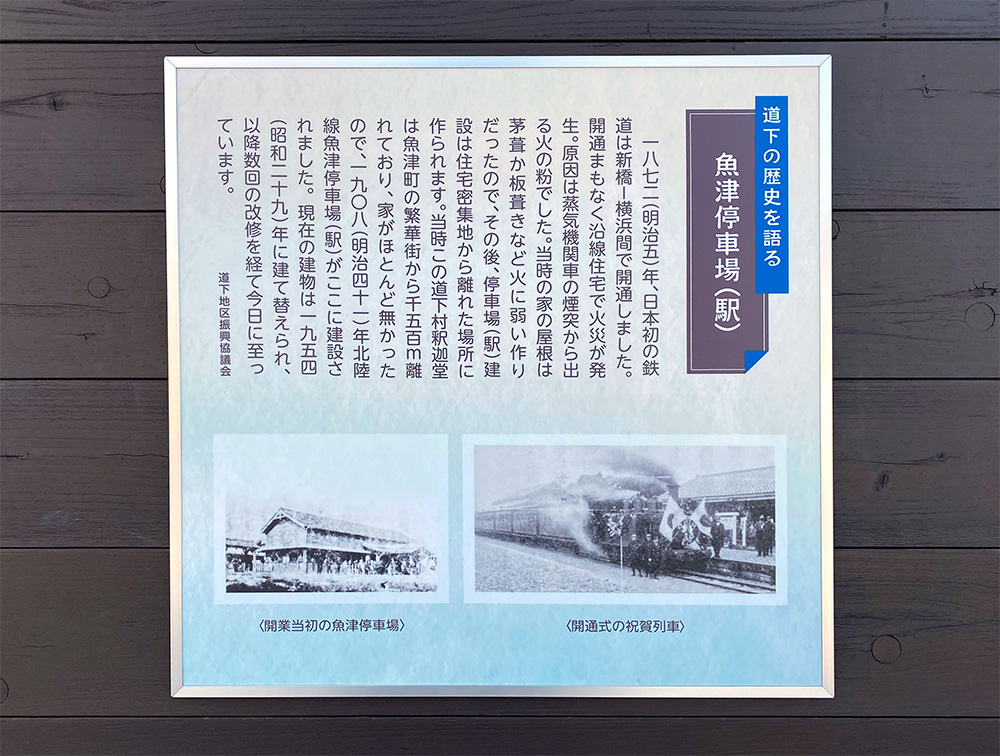 道下の歴史を語る
魚津停車場(駅)
一八七二(明治五)年、日本初の鉄
道は新橋ー横浜間で開通しました。
開通まもなく沿線住宅で火災が発
生。原因は蒸気機関車の煙突から出
る火の粉でした。当時の家の屋根は
茅葺か板葺きなど火に弱い作り
だったので、その後、停車場(駅)建
設は住宅密集地から離れた場所に
作られます。当時この道下村釈迦堂
は魚津町の繁華街から千五百m離
れており、家がほとんど無かった
ので、一九〇八(明治四十一)年北陸
線魚津停車場(駅)がここに建設さ
れました。現在の建物は一九五四
(昭和二十九)年に建て替えられ、
以降数回の改修を経て今日に至っ
ています。
道下地区振興協議会
〈開通式の祝賀列車〉
〈開業当初の魚津停車場〉